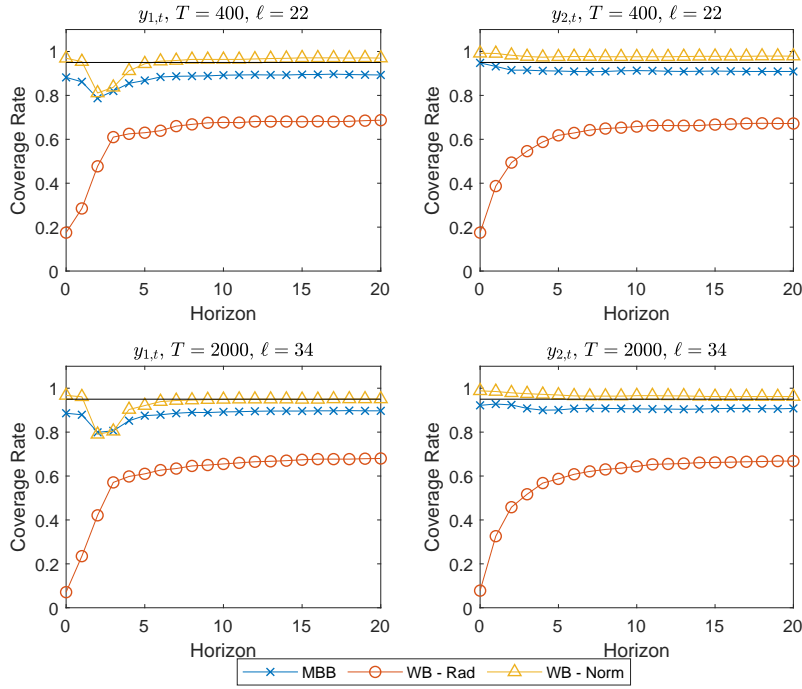 y₁,ₜ, T = 400, ℓ = 22
1
0.8
0.6
0.4
0.2
0
Coverage Rate
0 5 10 15 20
Horizon
y₂,ₜ, T = 400, ℓ = 22
1
0.8
0.6
0.4
0.2
0
Coverage Rate
0 5 10 15 20
Horizon
y₁,ₜ, T = 2000, ℓ = 34
1
0.8
0.6
0.4
0.2
0
Coverage Rate
0 5 10 15 20
Horizon
y₂,ₜ, T = 2000, ℓ = 34
1
0.8
0.6
0.4
0.2
0
Coverage Rate
0 5 10 15 20
Horizon
MBB WB - Rad WB - Norm